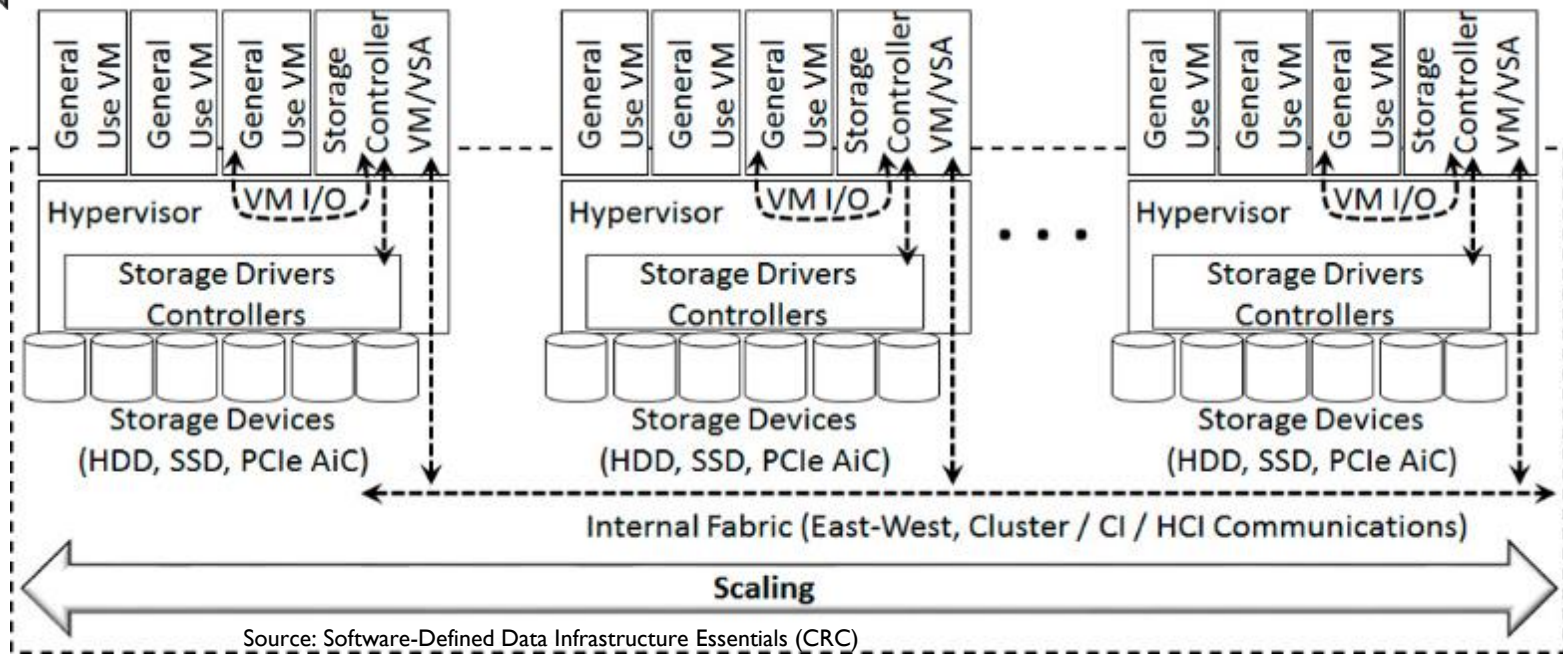 General
Use VM
General
Use VM
General
Use VM
Storage
Controller
VM/VSA
VM I/O
Hypervisor
Storage Drivers
Controllers
Storage Devices
(HDD, SSD, PCIe AiC)
General
Use VM
General
Use VM
General
Use VM
Storage
Controller
VM/VSA
VM I/O
Hypervisor
Storage Drivers
Controllers
Storage Devices
(HDD, SSD, PCIe AiC)
. . .
General
Use VM
General
Use VM
General
Use VM
Storage
Controller
VM/VSA
VM I/O
Hypervisor
Storage Drivers
Controllers
Storage Devices
(HDD, SSD, PCIe AiC)
Internal Fabric (East-West, Cluster / CI / HCI Communications)
Scaling
Source: Software-Defined Data Infrastructure Essentials (CRC)